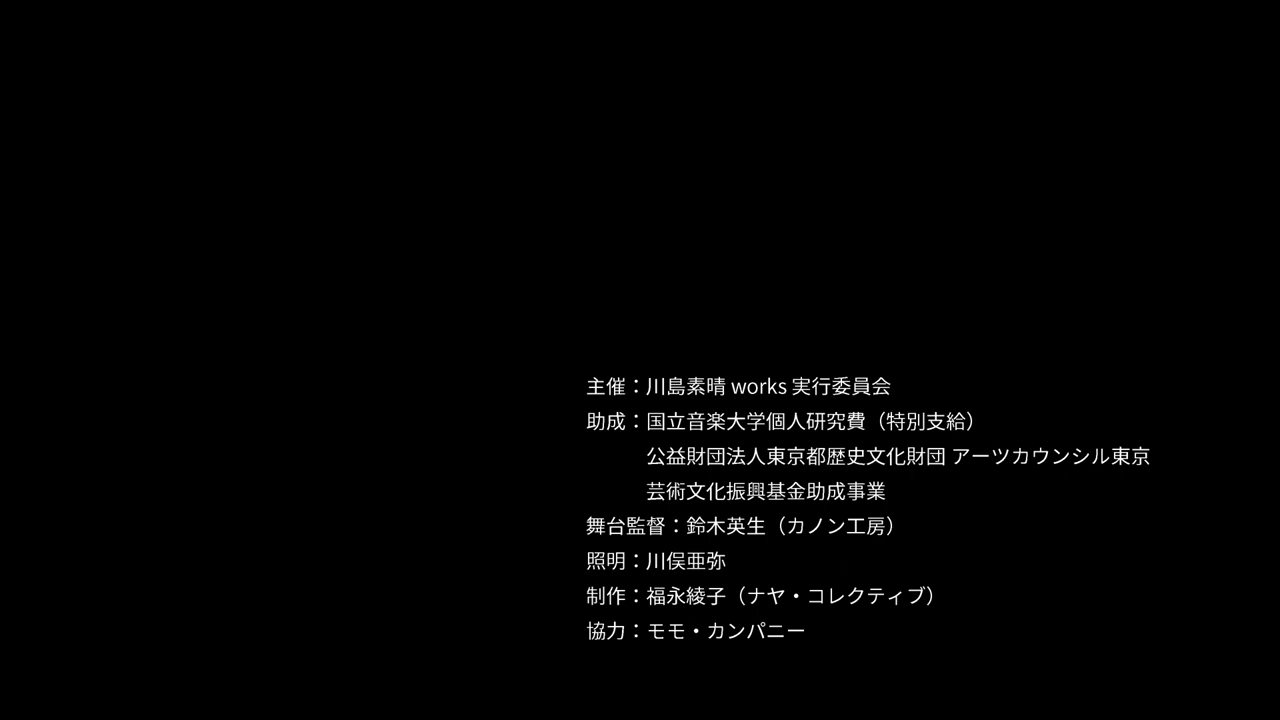 主催：川島素晴 works 実行委員会
助成：国立音楽大学個人研究費（特別支給）
公益財団法人東京都歴史文化財団 アーツカウンシル東京
芸術文化振興基金助成事業
舞台監督：鈴木英生（カノン工房）
照明：川俣亜弥
制作：福永綾子（ナヤ・コレクティブ）
協力：モモ・カンパニー